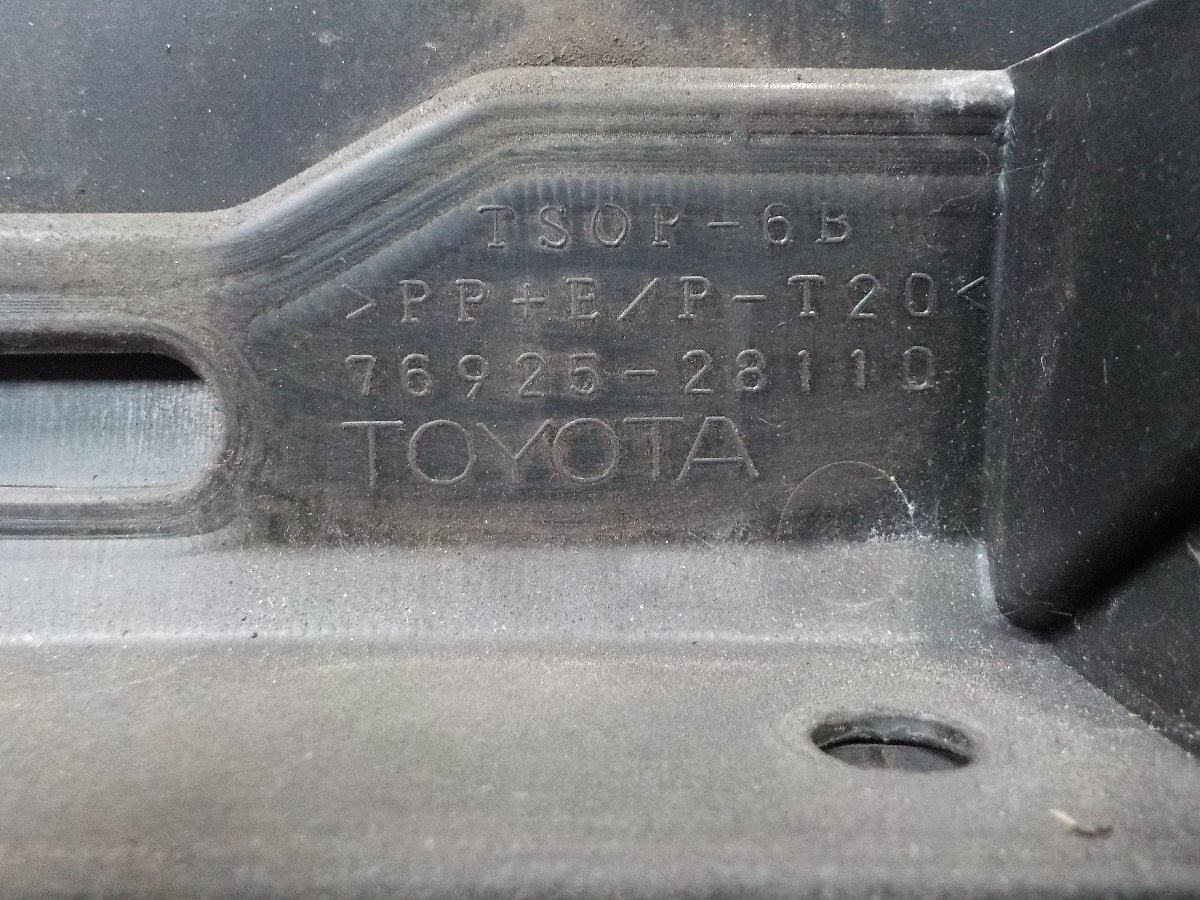 TSOP-6B
>PP+E/P-T20<
76925-28110
TOYOTA